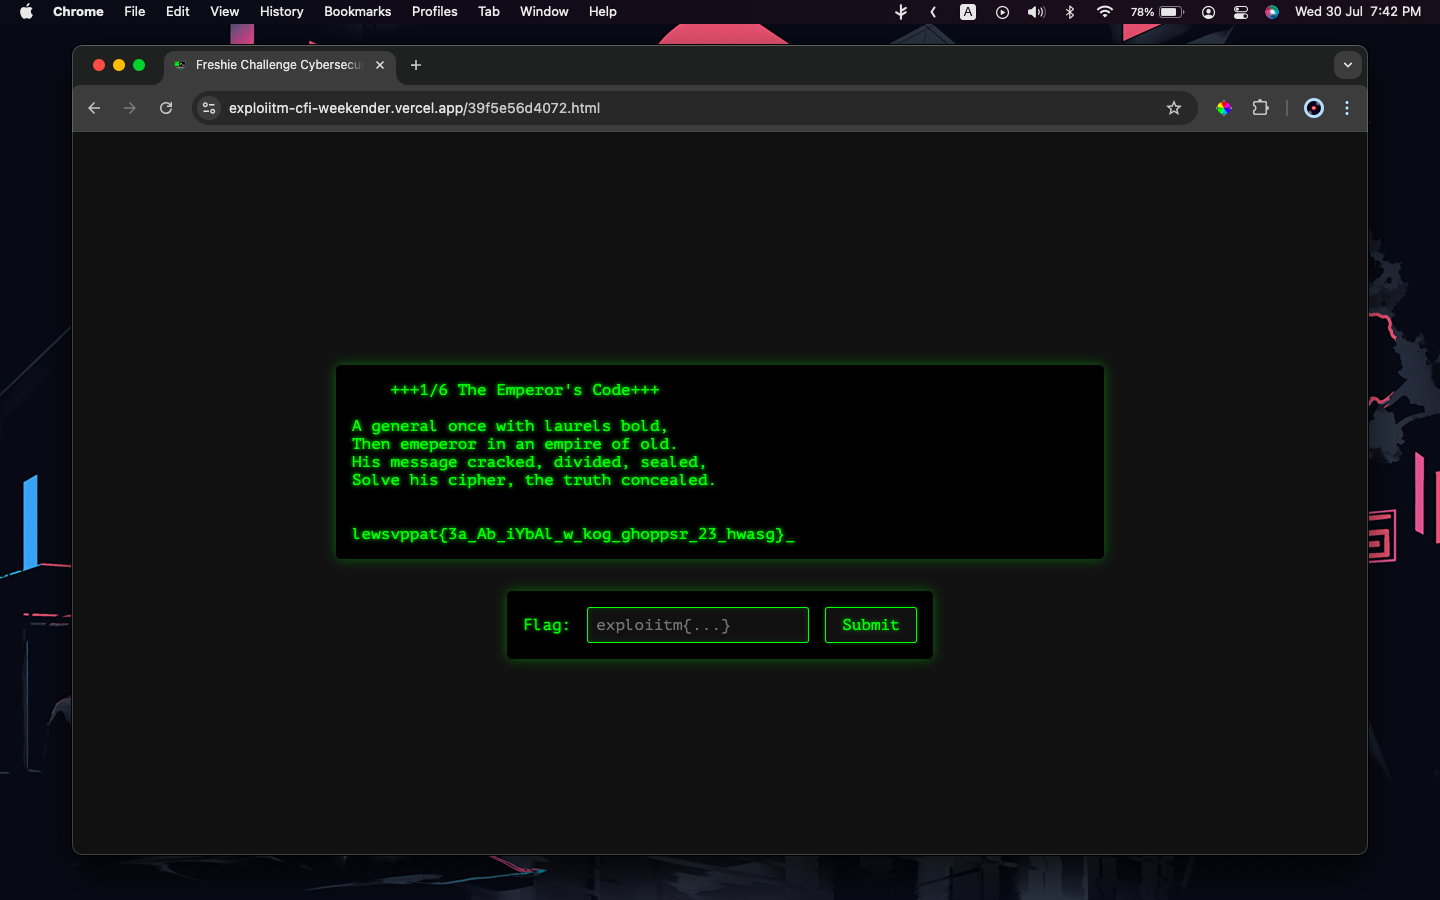 Chrome File Edit View History Bookmarks Profiles Tab Window Help A 78% Wed 30 Jul 7:42 PM
Freshie Challenge Cybersecu
exploiitm-cfi-weekender.vercel.app/39f5e56d4072.html
+++1/6 The Emperor's Code+++
A general once with laurels bold,
Then emeperor in an empire of old.
His message cracked, divided, sealed,
Solve his cipher, the truth concealed.
lewsvppat{3a_Ab_iYbAl_w_kog_ghoppsr_23_hwasg}_
Flag: exploiitm{...} Submit